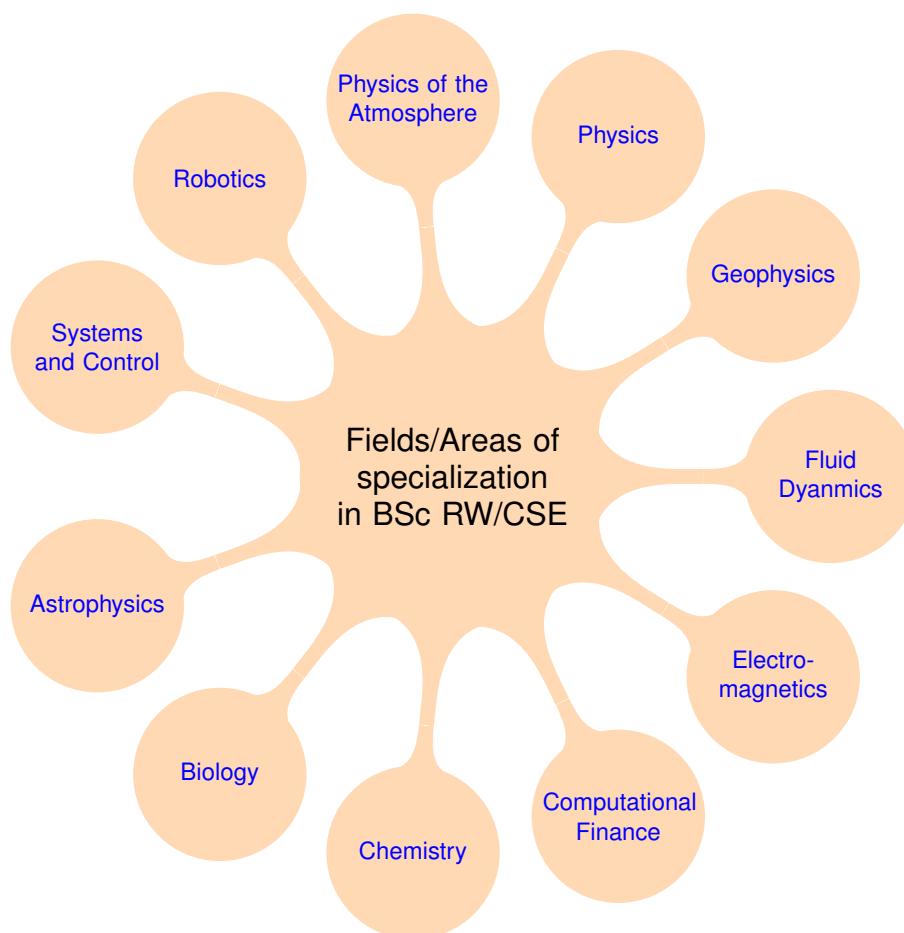 Physics of the
Atmosphere
Physics
Robotics
Geophysics
Systems
and Control
Fields/Areas of
specialization
in BSc RW/CSE
Fluid
Dyanmics
Astrophysics
Electro-
magnetics
Biology
Computational
Finance
Chemistry